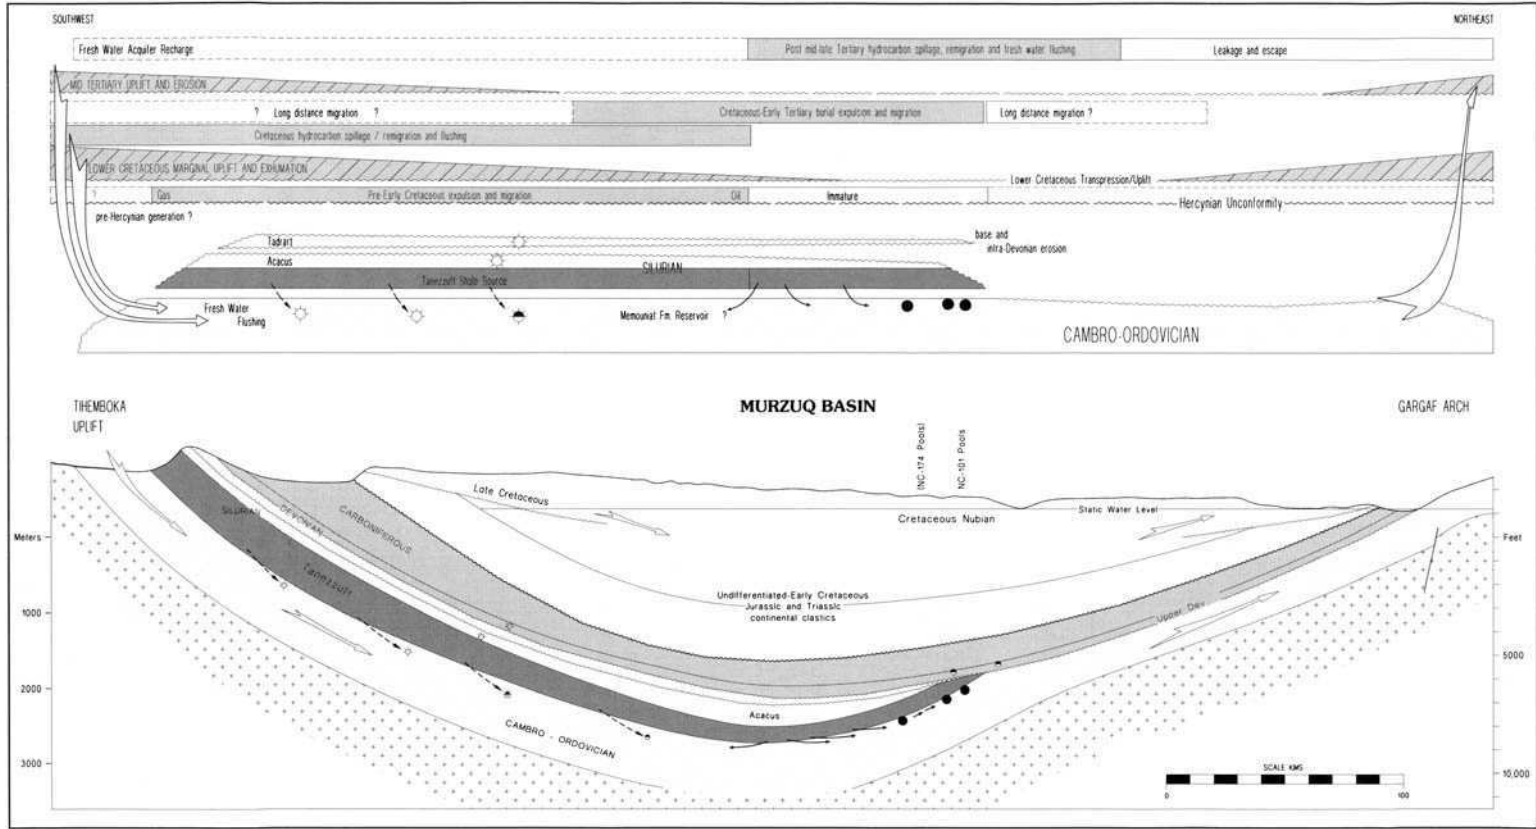 SOUTHWEST
NORTHEAST
Fresh Water Acquifer Recharge
Post mid-late Tertiary hydrocarbon spillage, remigration and fresh water flushing
Leakage and escape
MID TERTIARY UPLIFT AND EROSION
? Long distance migration ?
Cretaceous-Early Tertiary burial expulsion and migration
Long distance migration ?
Cretaceous hydrocarbon spillage / remigration and flushing
LOWER CRETACEOUS MARGINAL UPLIFT AND EXHUMATION
Lower Cretaceous Transpression/Uplift
?
Gas
Pre-Early Cretaceous expulsion and migration
Oil
Immature
Hercynian Unconformity
pre-Hercynian generation ?
Tadrart
base and
intra-Devonian erosion
Acacus
SILURIAN
Tanezzuft Shale Source
Fresh Water
Flushing
Memouniat Fm. Reservoir ?
CAMBRO-ORDOVICIAN
TIHEMBOKA
UPLIFT
MURZUQ BASIN
GARGAF ARCH
(NC-174 Pools)
NC-101 Pools
Late Cretaceous
Cretaceous Nubian
Static Water Level
SILURIAN
DEVONIAN
CARBONIFEROUS
Meters
Feet
Tanezzuft
Undifferentiated-Early Cretaceous
Jurassic and Triassic
continental clastics
1000
Upper Dev.
5000
2000
Acacus
CAMBRO - ORDOVICIAN
3000
SCALE KMS
10,000
0
100